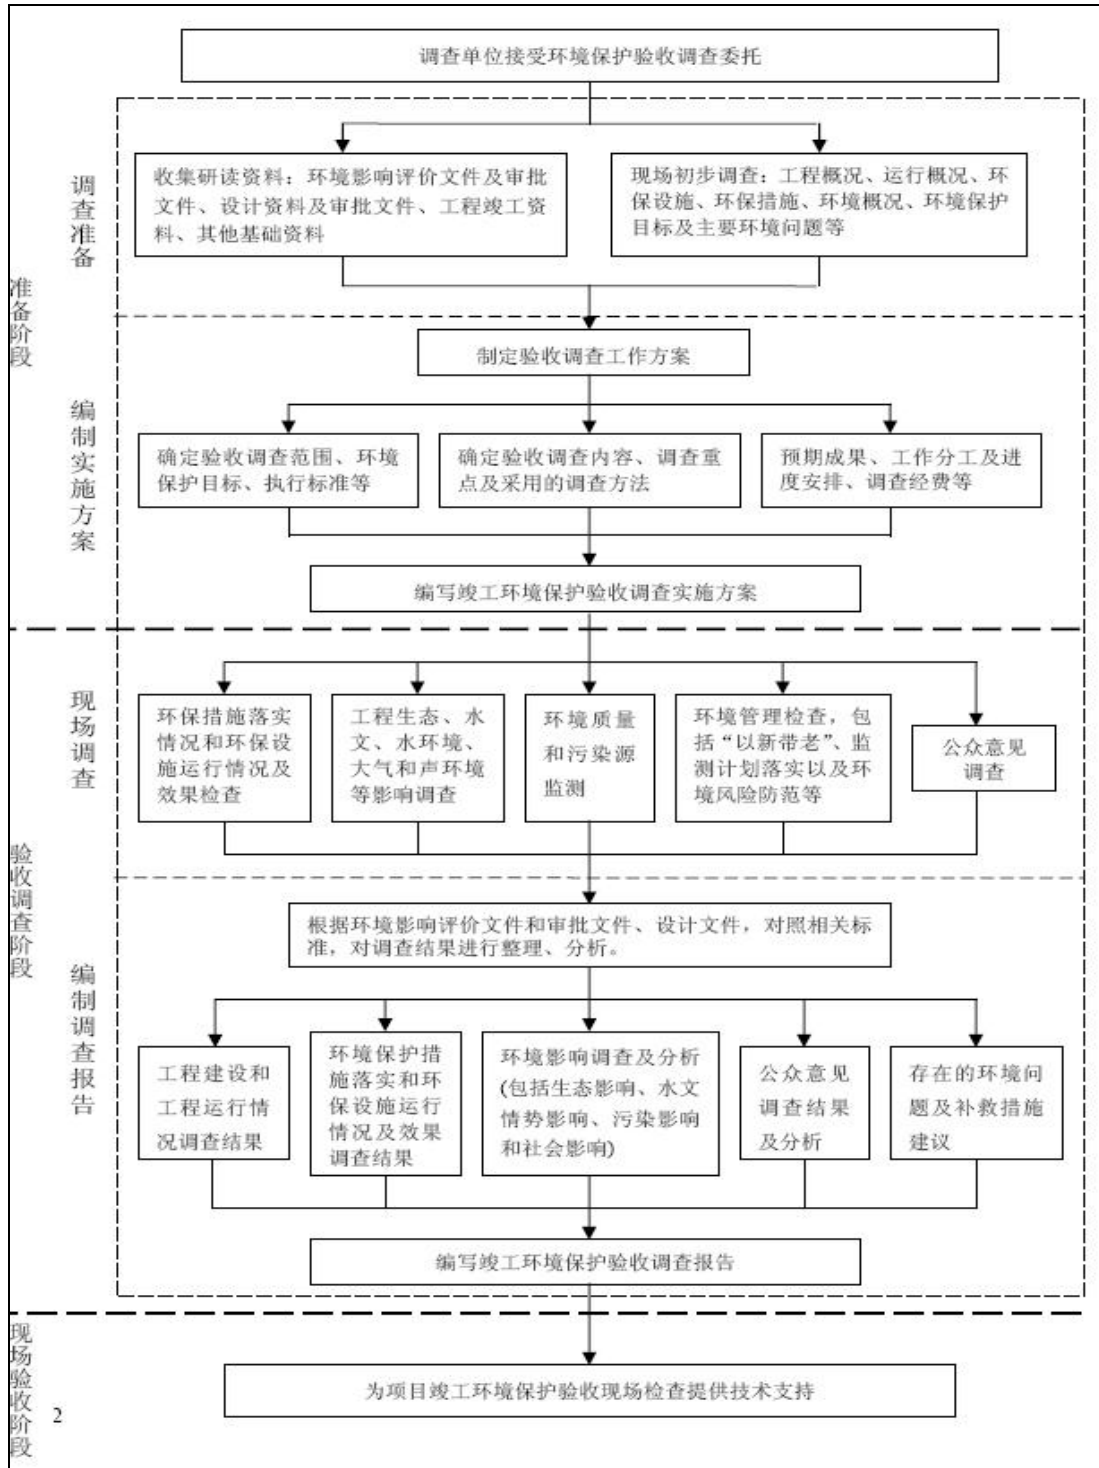 调查单位接受环境保护验收调查委托
准备阶段
调查准备
收集研读资料：环境影响评价文件及审批
文件、设计资料及审批文件、工程竣工资
料、其他基础资料
现场初步调查：工程概况、运行概况、环
保设施、环保措施、环境概况、环境保护
目标及主要环境问题等
编制实施方案
制定验收调查工作方案
确定验收调查范围、环境
保护目标、执行标准等
确定验收调查内容、调查重
点及采用的调查方法
预期成果、工作分工及进
度安排、调查经费等
编写竣工环境保护验收调查实施方案
验收调查阶段
现场调查
环保措施落实
情况和环保设
施运行情况及
效果检查
工程生态、水
文、水环境、
大气和声环境
等影响调查
环境质量
和污染源
监测
环境管理检查，包
括“以新带老”、监
测计划落实以及环
境风险防范等
公众意见
调查
编制调查报告
根据环境影响评价文件和审批文件、设计文件，对照相关标
准，对调查结果进行整理、分析。
工程建设和
工程运行情
况调查结果
环境保护措
施落实和环
保设施运行
情况及效果
调查结果
环境影响调查及分析
(包括生态影响、水文
情势影响、污染影响
和社会影响)
公众意见
调查结果
及分析
存在的环境问
题及补救措施
建议
编写竣工环境保护验收调查报告
现场验收阶段
为项目竣工环境保护验收现场检查提供技术支持
2